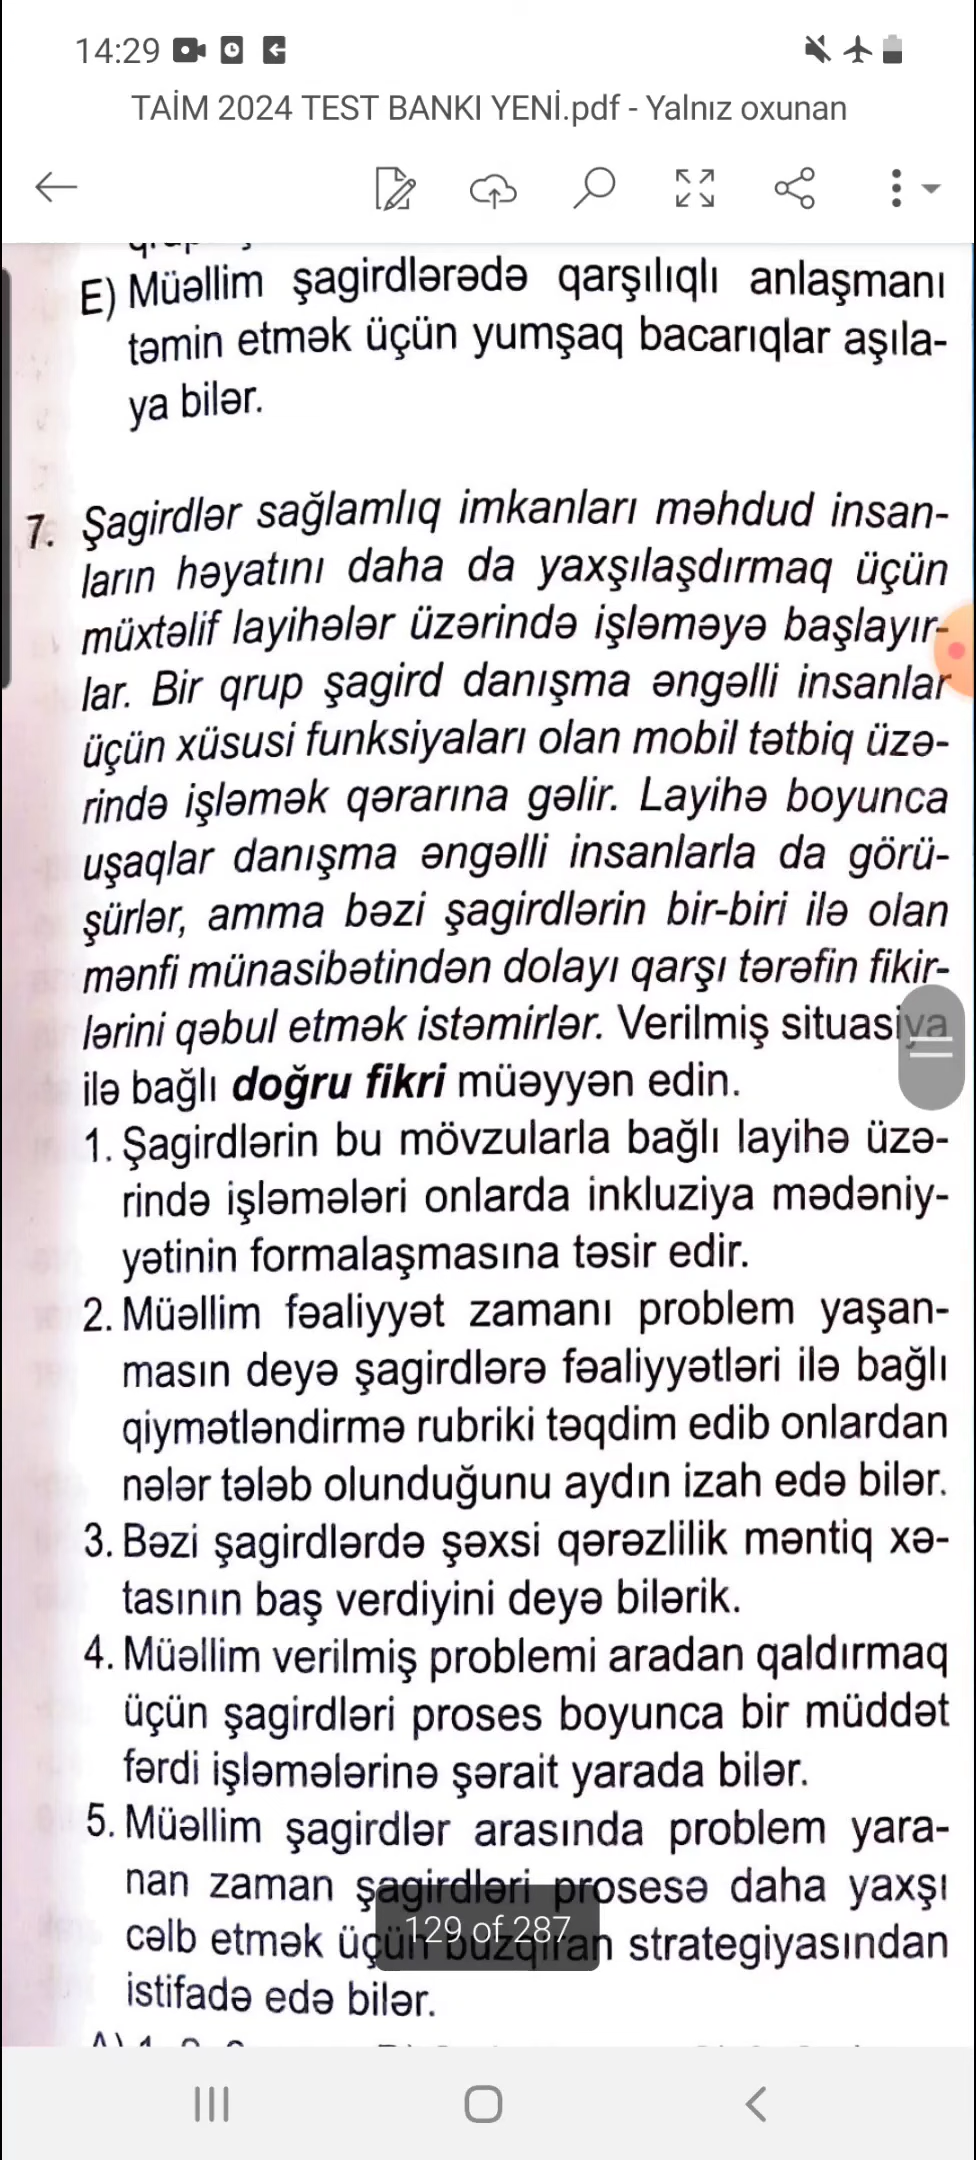 14:29
TAİM 2024 TEST BANKI YENİ.pdf - Yalnız oxunan
E) Müəllim şagirdlərədə qarşılıqlı anlaşmanı
təmin etmək üçün yumşaq bacarıqlar aşıla-
ya bilər.
7. Şagirdlər sağlamlıq imkanları məhdud insan-
ların həyatını daha da yaxşılaşdırmaq üçün
müxtəlif layihələr üzərində işləməyə başlayır-
lar. Bir qrup şagird danışma əngəlli insanlar
üçün xüsusi funksiyaları olan mobil tətbiq üzə-
rində işləmək qərarına gəlir. Layihə boyunca
uşaqlar danışma əngəlli insanlarla da görü-
şürlər, amma bəzi şagirdlərin bir-biri ilə olan
mənfi münasibətindən dolayı qarşı tərəfin fikir-
lərini qəbul etmək istəmirlər. Verilmiş situasiya
ilə bağlı doğru fikri müəyyən edin.
1. Şagirdlərin bu mövzularla bağlı layihə üzə-
rində işləmələri onlarda inkluziya mədəniy-
yətinin formalaşmasına təsir edir.
2. Müəllim fəaliyyət zamanı problem yaşan-
masın deyə şagirdlərə fəaliyyətləri ilə bağlı
qiymətləndirmə rubriki təqdim edib onlardan
nələr tələb olunduğunu aydın izah edə bilər.
3. Bəzi şagirdlərdə şəxsi qərəzlilik məntiq xə-
tasının baş verdiyini deyə bilərik.
4. Müəllim verilmiş problemi aradan qaldırmaq
üçün şagirdləri proses boyunca bir müddət
fərdi işləmələrinə şərait yarada bilər.
5. Müəllim şagirdlər arasında problem yara-
nan zaman şagirdləri prosesə daha yaxşı
cəlb etmək üçün buzqıran strategiyasından
129 of 287
istifadə edə bilər.